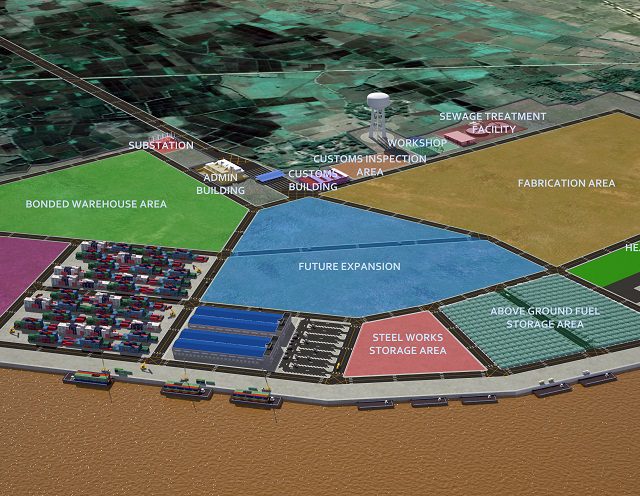 SEWAGE TREATMENT
FACILITY
SUBSTATION
WORKSHOP
CUSTOMS INSPECTION
AREA
ADMIN
BUILDING
CUSTOMS
BUILDING
FABRICATION AREA
BONDED WAREHOUSE AREA
FUTURE EXPANSION
ABOVE GROUND FUEL
STORAGE AREA
STEEL WORKS
STORAGE AREA